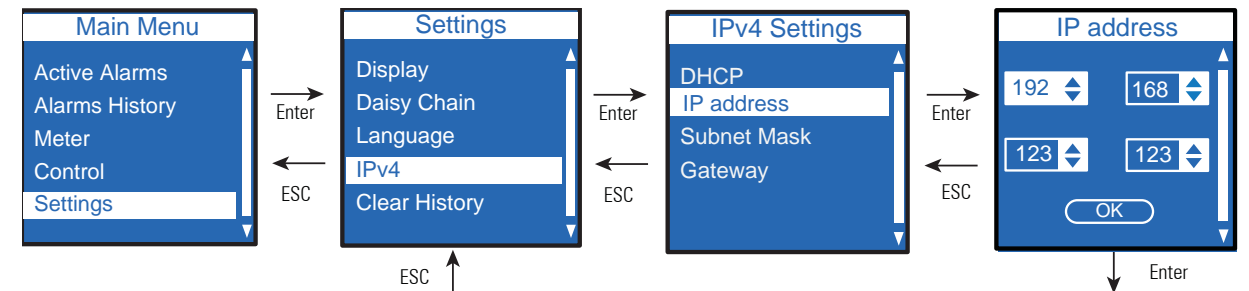 Main Menu
Active Alarms
Alarms History
Meter
Control
Settings
Enter
ESC
Settings
Display
Daisy Chain
Language
IPv4
Clear History
Enter
ESC
IPv4 Settings
DHCP
IP address
Subnet Mask
Gateway
Enter
ESC
IP address
192 168
123 123
OK
ESC
Enter